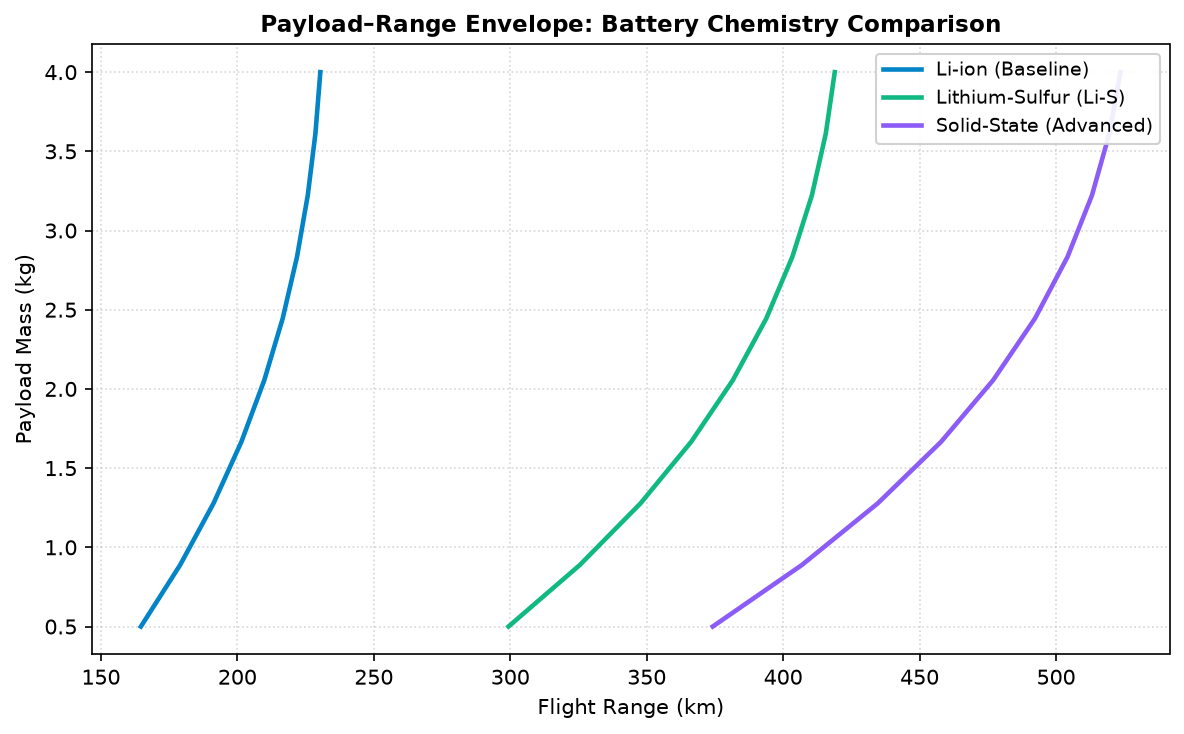 Payload–Range Envelope: Battery Chemistry Comparison
Li-ion (Baseline)
Lithium-Sulfur (Li-S)
Solid-State (Advanced)
Payload Mass (kg)
4.0
3.5
3.0
2.5
2.0
1.5
1.0
0.5
150 200 250 300 350 400 450 500
Flight Range (km)